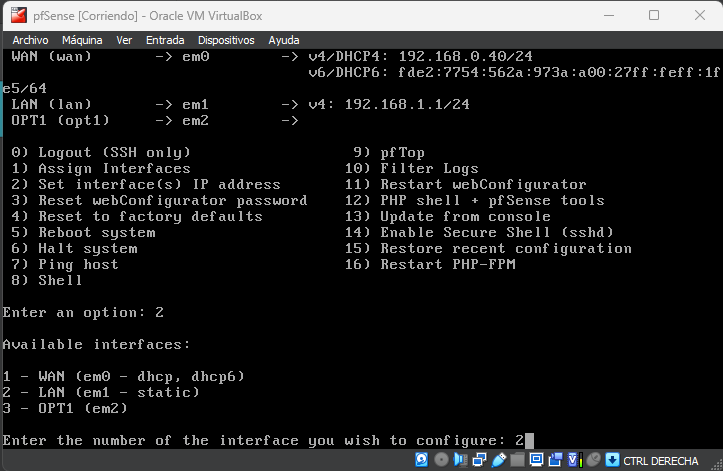 pfSense [Corriendo] - Oracle VM VirtualBox
Archivo Máquina Ver Entrada Dispositivos Ayuda
WAN (wan) -> em0 -> v4/DHCP4: 192.168.0.40/24
v6/DHCP6: fde2:7754:562a:973a:a00:27ff:feff:1f
e5/64
LAN (lan) -> em1 -> v4: 192.168.1.1/24
OPT1 (opt1) -> em2 ->
0) Logout (SSH only) 9) pfTop
1) Assign Interfaces 10) Filter Logs
2) Set interface(s) IP address 11) Restart webConfigurator
3) Reset webConfigurator password 12) PHP shell + pfSense tools
4) Reset to factory defaults 13) Update from console
5) Reboot system 14) Enable Secure Shell (sshd)
6) Halt system 15) Restore recent configuration
7) Ping host 16) Restart PHP-FPM
8) Shell
Enter an option: 2
Available interfaces:
1 - WAN (em0 - dhcp, dhcp6)
2 - LAN (em1 - static)
3 - OPT1 (em2)
Enter the number of the interface you wish to configure: 2
CTRL DERECHA